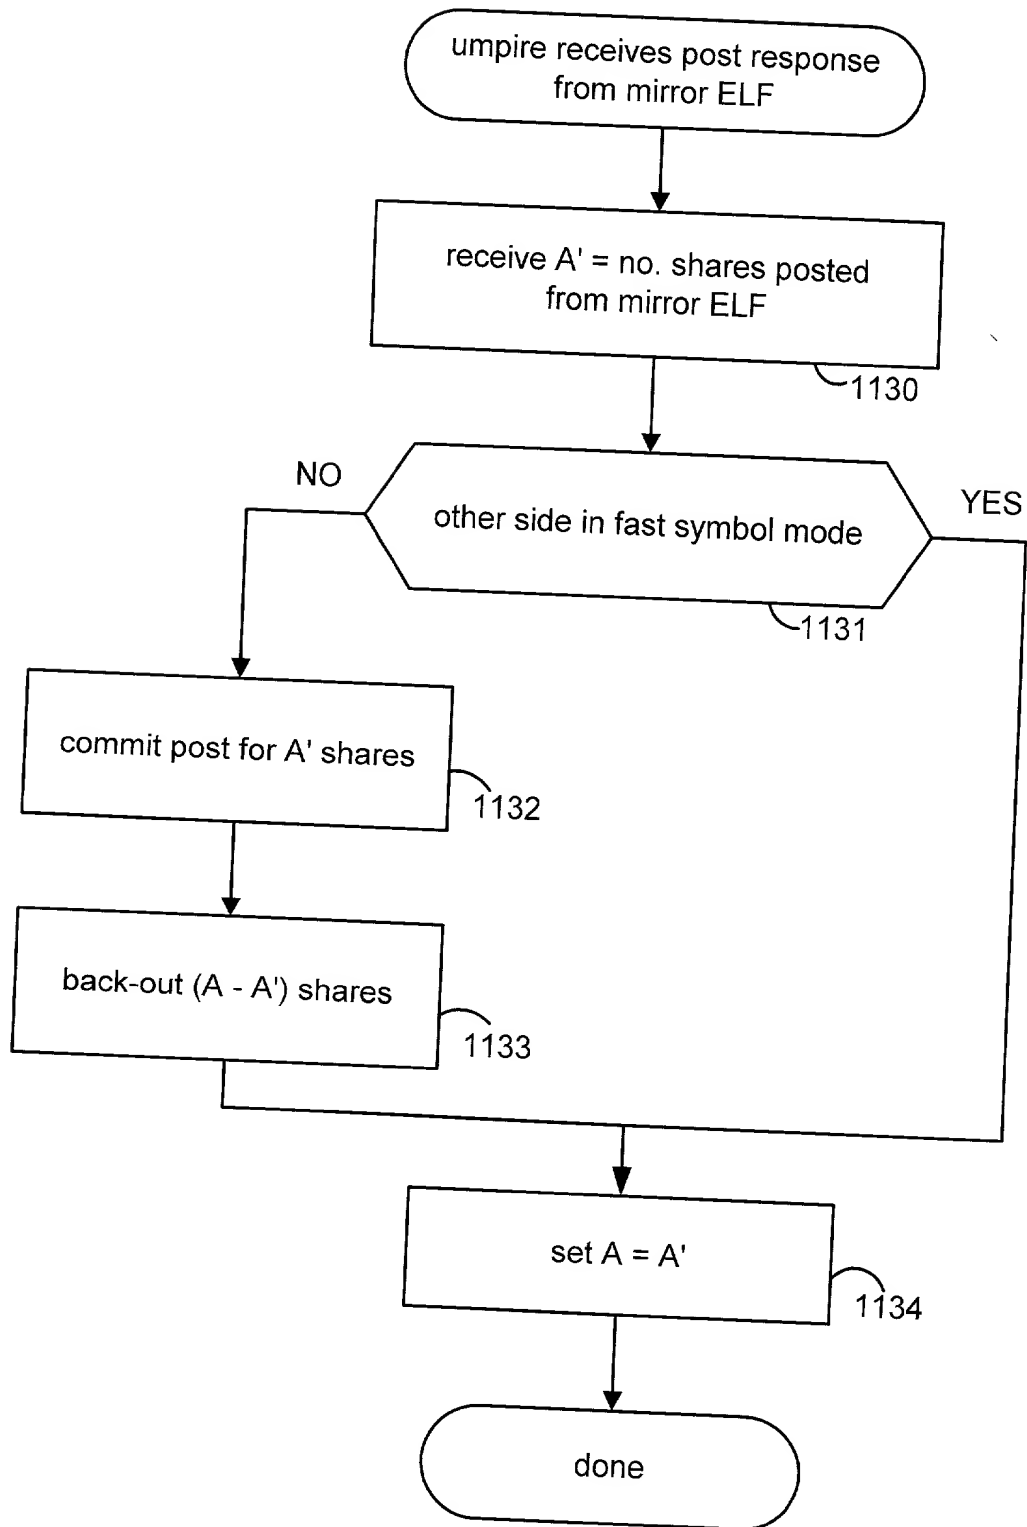 umpire receives post response
from mirror ELF
receive A' = no. shares posted
from mirror ELF
1130
NO
YES
other side in fast symbol mode
1131
commit post for A' shares
1132
back-out (A - A') shares
1133
set A = A'
1134
done